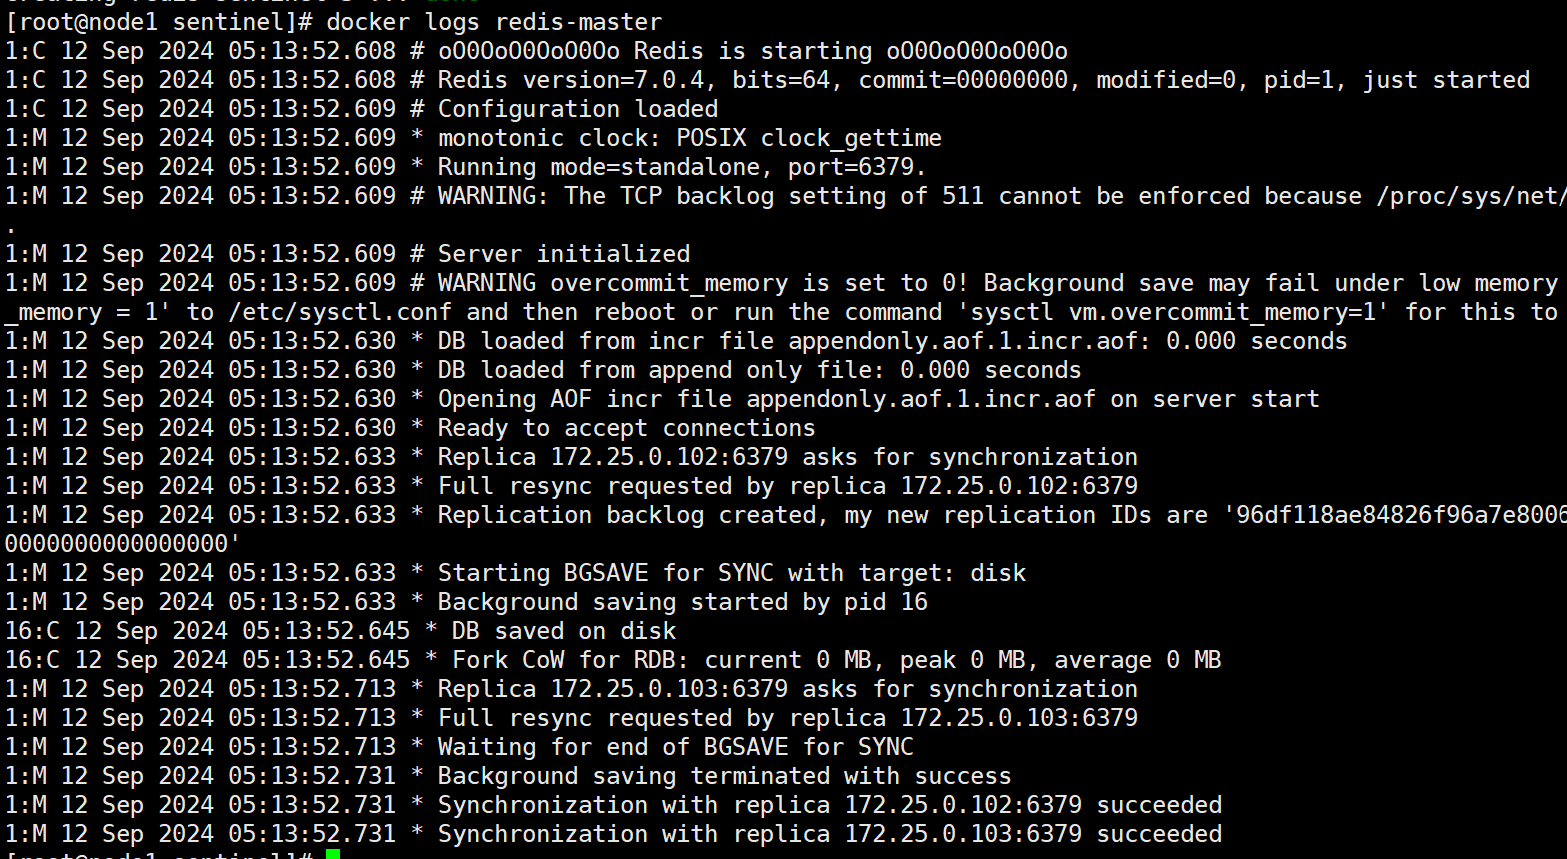 [root@node1 sentinel]# docker logs redis-master
1:C 12 Sep 2024 05:13:52.608 # oO0OoO0OoO0Oo Redis is starting oO0OoO0OoO0Oo
1:C 12 Sep 2024 05:13:52.608 # Redis version=7.0.4, bits=64, commit=00000000, modified=0, pid=1, just started
1:C 12 Sep 2024 05:13:52.609 # Configuration loaded
1:M 12 Sep 2024 05:13:52.609 * monotonic clock: POSIX clock_gettime
1:M 12 Sep 2024 05:13:52.609 * Running mode=standalone, port=6379.
1:M 12 Sep 2024 05:13:52.609 # WARNING: The TCP backlog setting of 511 cannot be enforced because /proc/sys/net/
.
1:M 12 Sep 2024 05:13:52.609 # Server initialized
1:M 12 Sep 2024 05:13:52.609 # WARNING overcommit_memory is set to 0! Background save may fail under low memory
_memory = 1' to /etc/sysctl.conf and then reboot or run the command 'sysctl vm.overcommit_memory=1' for this to
1:M 12 Sep 2024 05:13:52.630 * DB loaded from incr file appendonly.aof.1.incr.aof: 0.000 seconds
1:M 12 Sep 2024 05:13:52.630 * DB loaded from append only file: 0.000 seconds
1:M 12 Sep 2024 05:13:52.630 * Opening AOF incr file appendonly.aof.1.incr.aof on server start
1:M 12 Sep 2024 05:13:52.630 * Ready to accept connections
1:M 12 Sep 2024 05:13:52.633 * Replica 172.25.0.102:6379 asks for synchronization
1:M 12 Sep 2024 05:13:52.633 * Full resync requested by replica 172.25.0.102:6379
1:M 12 Sep 2024 05:13:52.633 * Replication backlog created, my new replication IDs are '96df118ae84826f96a7e8006
0000000000000000'
1:M 12 Sep 2024 05:13:52.633 * Starting BGSAVE for SYNC with target: disk
1:M 12 Sep 2024 05:13:52.633 * Background saving started by pid 16
16:C 12 Sep 2024 05:13:52.645 * DB saved on disk
16:C 12 Sep 2024 05:13:52.645 * Fork CoW for RDB: current 0 MB, peak 0 MB, average 0 MB
1:M 12 Sep 2024 05:13:52.713 * Replica 172.25.0.103:6379 asks for synchronization
1:M 12 Sep 2024 05:13:52.713 * Full resync requested by replica 172.25.0.103:6379
1:M 12 Sep 2024 05:13:52.713 * Waiting for end of BGSAVE for SYNC
1:M 12 Sep 2024 05:13:52.731 * Background saving terminated with success
1:M 12 Sep 2024 05:13:52.731 * Synchronization with replica 172.25.0.102:6379 succeeded
1:M 12 Sep 2024 05:13:52.731 * Synchronization with replica 172.25.0.103:6379 succeeded
[root@node1 sentinel]#